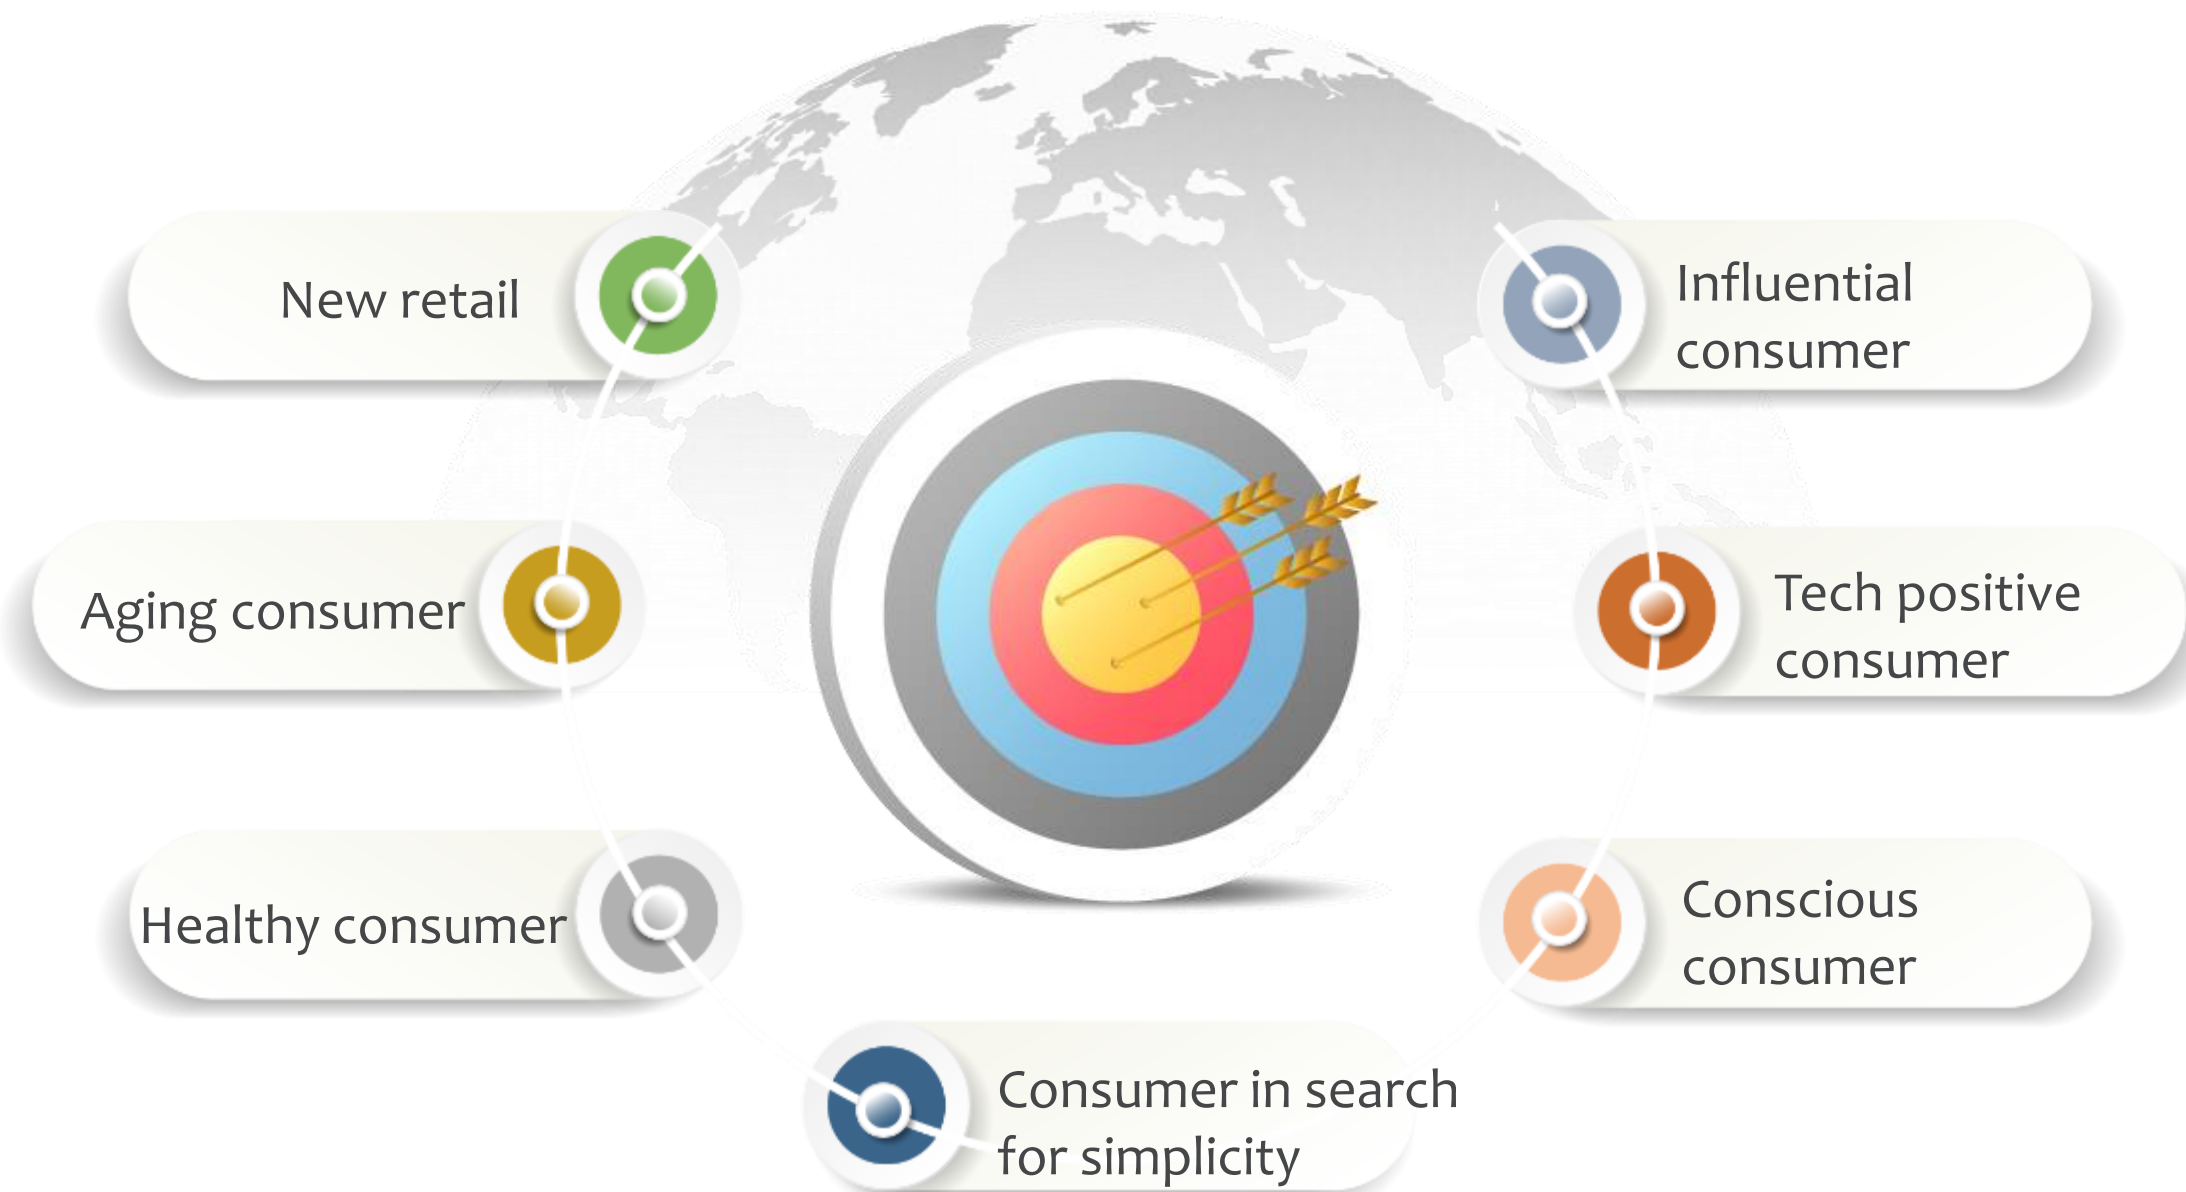 New retail
Influential
consumer
Aging consumer
Tech positive
consumer
Healthy consumer
Conscious
consumer
Consumer in search
for simplicity